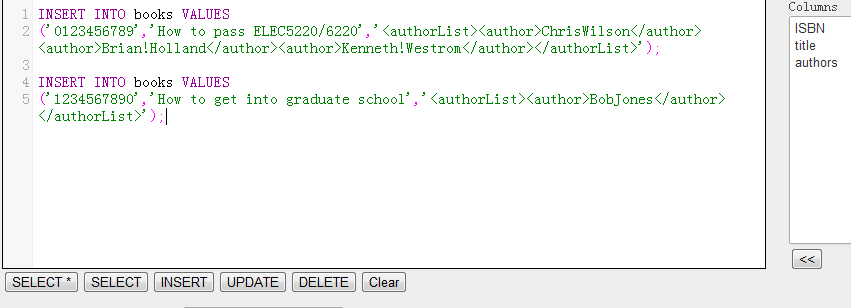 Columns
1 INSERT INTO books VALUES
2 ('0123456789','How to pass ELEC5220/6220','<authorList><author>ChrisWilson</author>
<author>Brian!Holland</author><author>Kenneth!Westrom</author></authorList>');
3
4 INSERT INTO books VALUES
5 ('1234567890','How to get into graduate school','<authorList><author>BobJones</author>
</authorList>');
ISBN
title
authors
<<
SELECT * SELECT INSERT UPDATE DELETE Clear